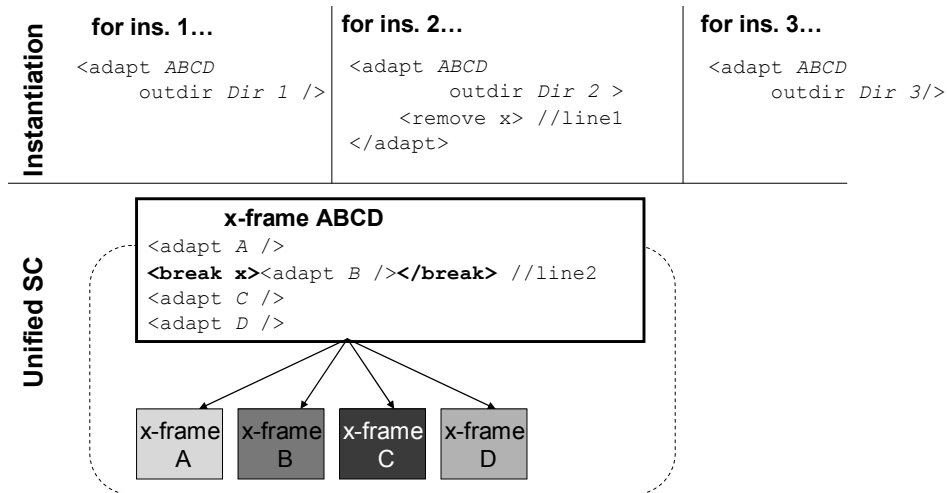 Instantiation
for ins. 1…
<adapt ABCD
outdir Dir 1 />
for ins. 2…
<adapt ABCD
outdir Dir 2 >
<remove x> //line1
</adapt>
for ins. 3…
<adapt ABCD
outdir Dir 3/>
Unified SC
x-frame ABCD
<adapt A />
<break x><adapt B /></break> //line2
<adapt C />
<adapt D />
x-frame
A
x-frame
B
x-frame
C
x-frame
D